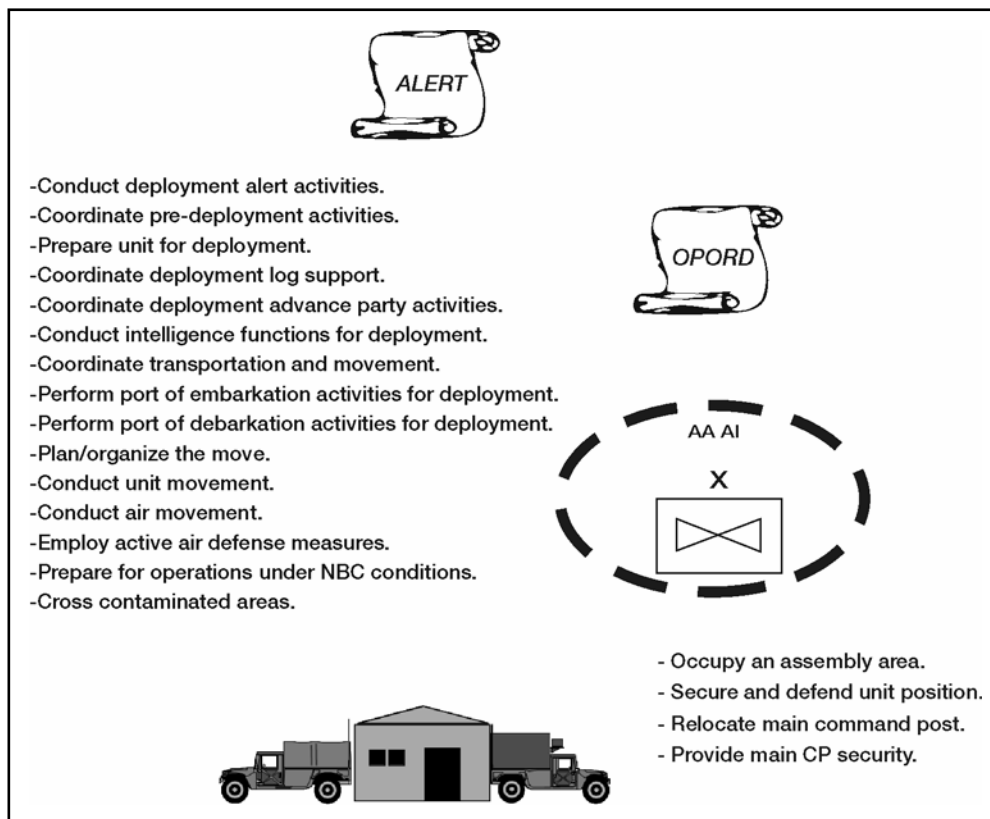 ALERT
-Conduct deployment alert activities.
-Coordinate pre-deployment activities.
-Prepare unit for deployment.
-Coordinate deployment log support.
-Coordinate deployment advance party activities.
-Conduct intelligence functions for deployment.
-Coordinate transportation and movement.
-Perform port of embarkation activities for deployment.
-Perform port of debarkation activities for deployment.
-Plan/organize the move.
-Conduct unit movement.
-Conduct air movement.
-Employ active air defense measures.
-Prepare for operations under NBC conditions.
-Cross contaminated areas.
OPORD
AA AI
X
- Occupy an assembly area.
- Secure and defend unit position.
- Relocate main command post.
- Provide main CP security.